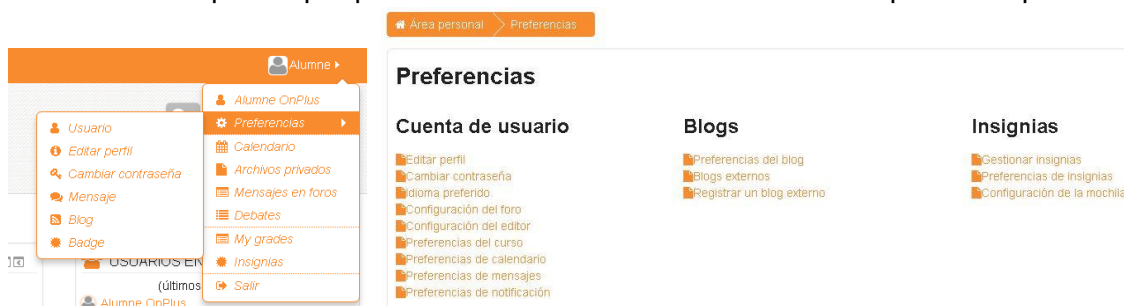 Área personal Preferencias
Alumne
Alumne OnPlus
Preferencias
Calendario
Archivos privados
Mensajes en foros
Debates
My grades
Insignias
Salir
Usuario
Editar perfil
Cambiar contraseña
Mensaje
Blog
Badge
USUARIOS EN
(últimos
Alumne OnPlus
Preferencias
Cuenta de usuario
Editar perfil
Cambiar contraseña
Idioma preferido
Configuración del foro
Configuración del editor
Preferencias del curso
Preferencias de calendario
Preferencias de mensajes
Preferencias de notificación
Blogs
Preferencias del blog
Blogs externos
Registrar un blog externo
Insignias
Gestionar insignias
Preferencias de insignias
Configuración de la mochila